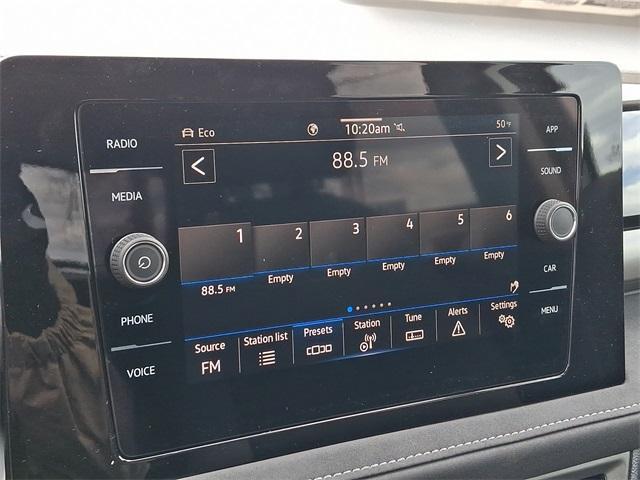 RADIO
MEDIA
PHONE
VOICE
Eco
10:20am
50°F
88.5 FM
<
>
1
2
3
4
5
6
88.5 FM
Empty
Empty
Empty
Empty
Empty
Source
FM
Station list
Presets
Station
Tune
Alerts
Settings
APP
SOUND
CAR
MENU